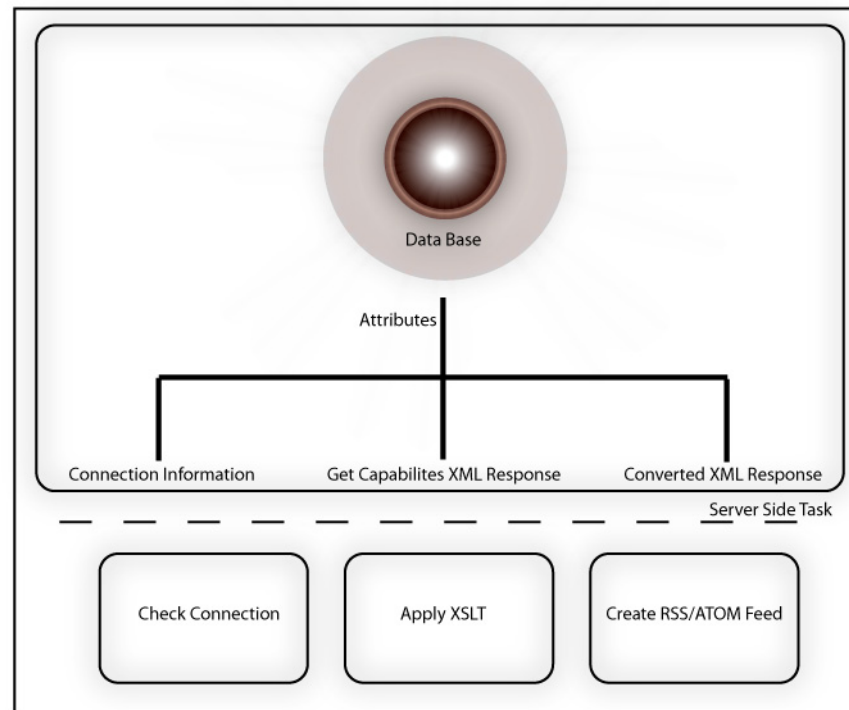 Data Base
Attributes
Connection Information
Get Capabilites XML Response
Converted XML Response
Server Side Task
Check Connection
Apply XSLT
Create RSS/ATOM Feed